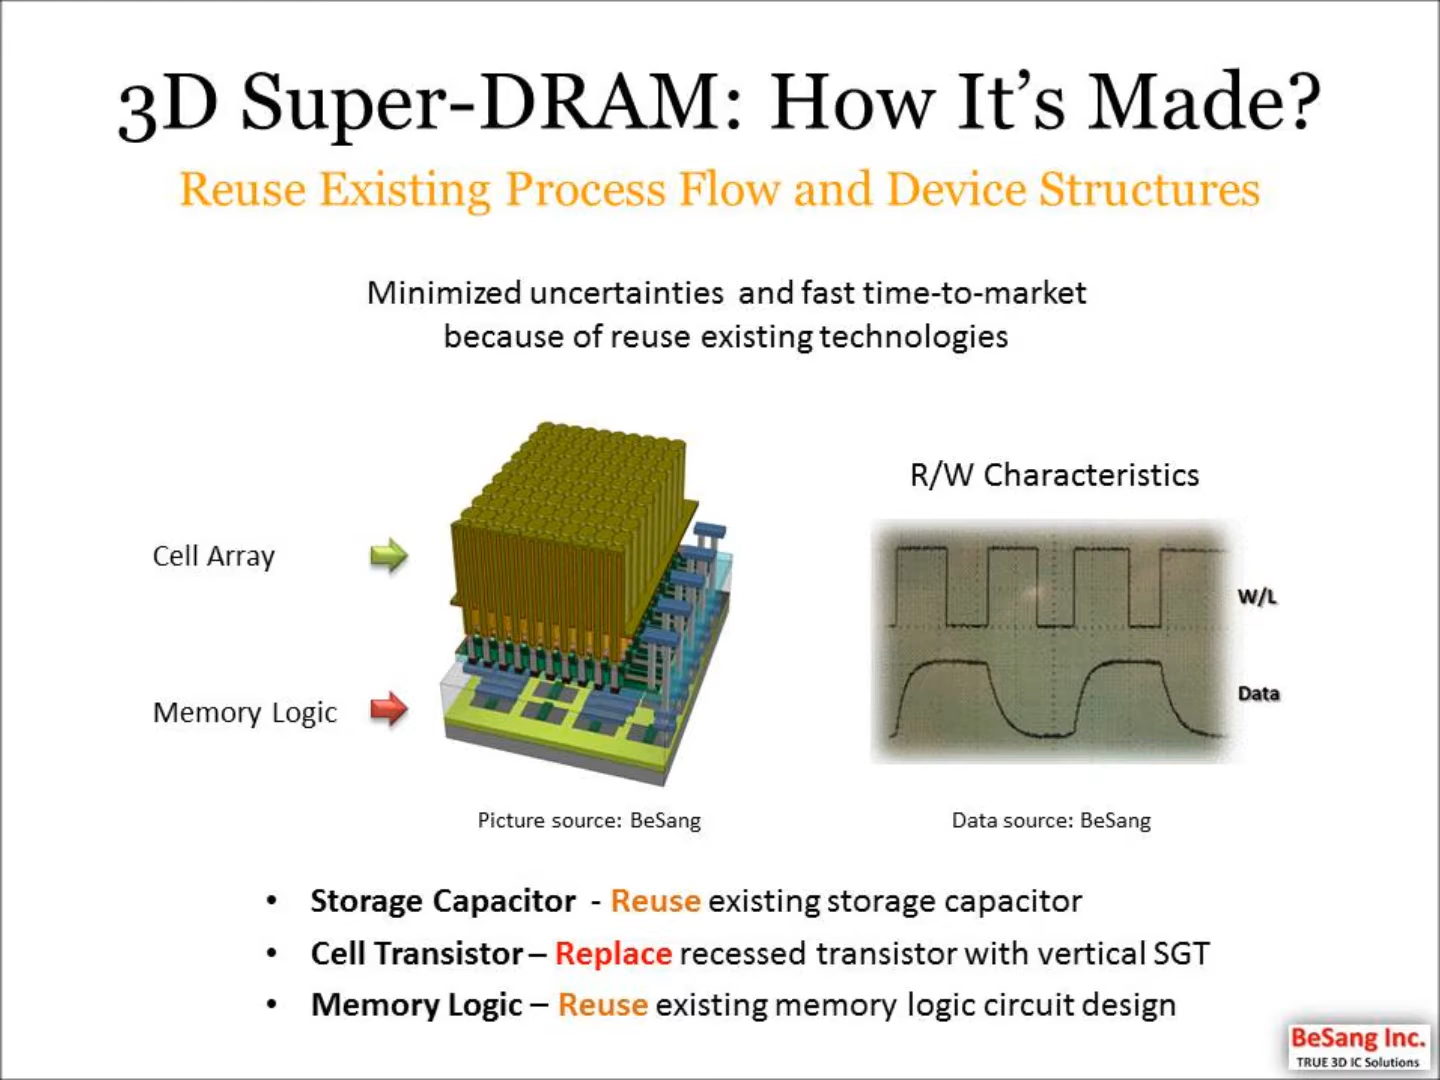 3D Super-DRAM: How It’s Made?
Reuse Existing Process Flow and Device Structures
Minimized uncertainties and fast time-to-market
because of reuse existing technologies
R/W Characteristics
Cell Array
W/L
Data
Memory Logic
Picture source: BeSang
Data source: BeSang
• Storage Capacitor - Reuse existing storage capacitor
• Cell Transistor – Replace recessed transistor with vertical SGT
• Memory Logic – Reuse existing memory logic circuit design
BeSang Inc.
TRUE 3D IC Solutions